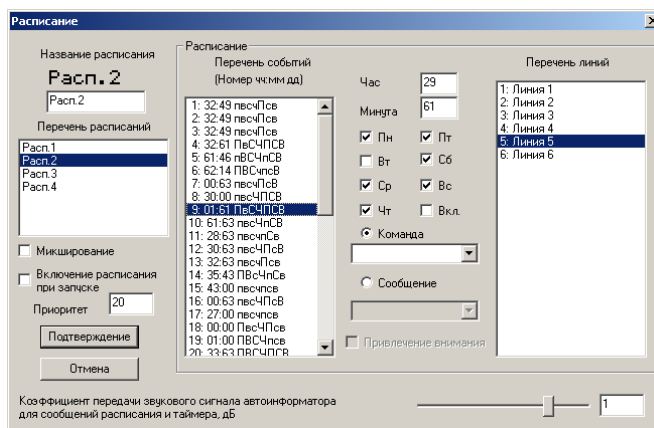 Расписание
Название расписания
Расп.2
Расп.2
Перечень расписаний
Расп.1
Расп.2
Расп.3
Расп.4
Микширование
Включение расписания
при запуске
Приоритет 20
Подтверждение
Отмена
Расписание
Перечень событий
(Номер чч:мм дд)
1: 32:49 пвсчПсв
2: 32:49 пвсчпсв
3: 32:49 пвсчпсв
4: 32:61 ПвСЧПСВ
5: 61:46 пВСЧпСВ
6: 62:14 ПВСчпсВ
7: 00:63 пвсчПсв
8: 30:00 пвсЧПСВ
9: 01:61 ПвСЧПСВ
10: 61:63 пвсЧпСВ
11: 28:63 пвсчпСв
12: 30:63 пвсЧПсВ
13: 32:63 пвсчПсв
14: 35:43 ПВсЧпСв
15: 43:00 пвсчпсв
16: 00:63 пвсЧПсВ
17: 27:00 пвсчпсв
18: 00:00 ПвсЧПсв
19: 01:00 ПВСЧПСВ
20: 33:63 ПВСЧПСВ
Час 29
Минута 61
Пн Пт
Вт Сб
Ср Вс
Чт Вкл.
Команда
Сообщение
Привлечение внимания
Перечень линий
1: Линия 1
2: Линия 2
3: Линия 3
4: Линия 4
5: Линия 5
6: Линия 6
Коэффициент передачи звукового сигнала автоинформатора
для сообщений расписания и таймера, дБ
1